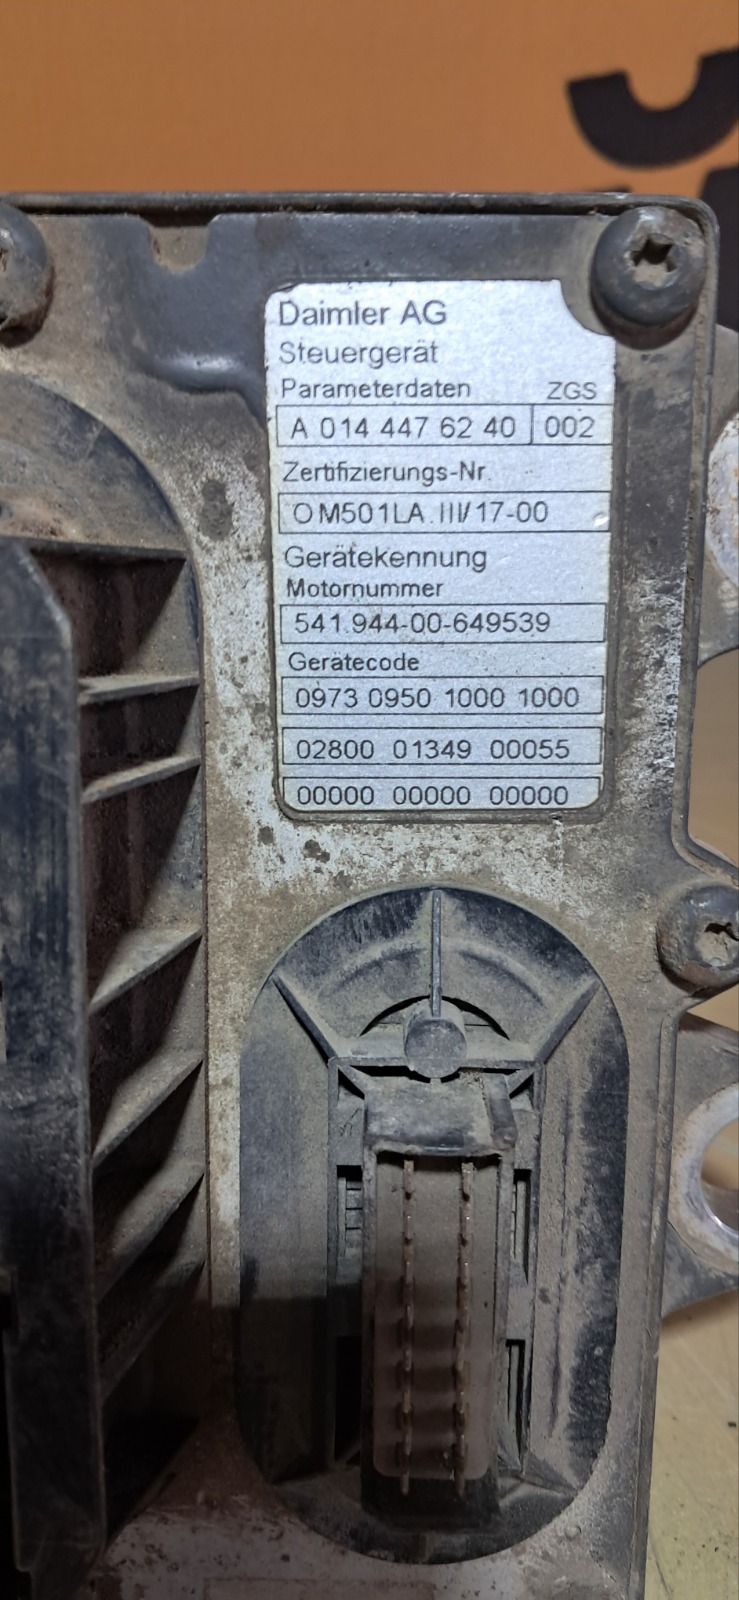 Daimler AG
Steuergerät
Parameterdaten ZGS
A 014 447 62 40 002
Zertifizierungs-Nr.
OM501LA.III/17-00
Gerätekennung
Motornummer
541.944-00-649539
Gerätecode
0973 0950 1000 1000
02800 01349 00055
00000 00000 00000